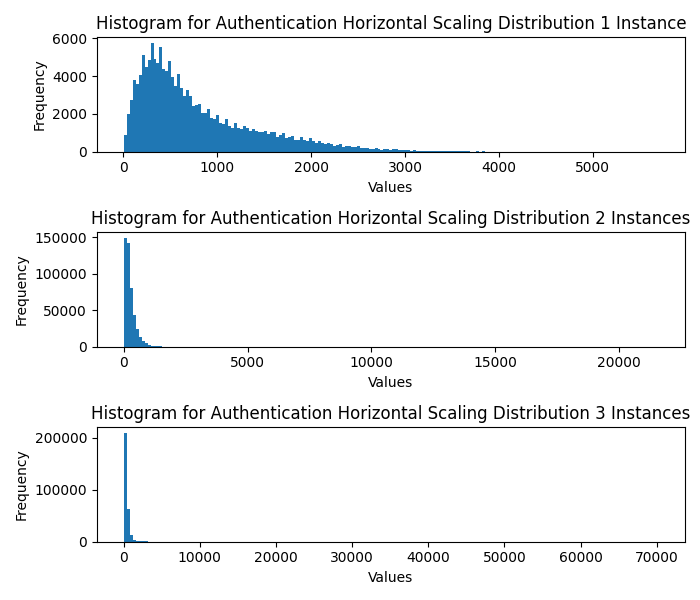 Histogram for Authentication Horizontal Scaling Distribution 1 Instance
6000
4000
2000
0
Frequency
0 1000 2000 3000 4000 5000
Values
Histogram for Authentication Horizontal Scaling Distribution 2 Instances
150000
100000
50000
0
Frequency
0 5000 10000 15000 20000
Values
Histogram for Authentication Horizontal Scaling Distribution 3 Instances
200000
100000
0
Frequency
0 10000 20000 30000 40000 50000 60000 70000
Values